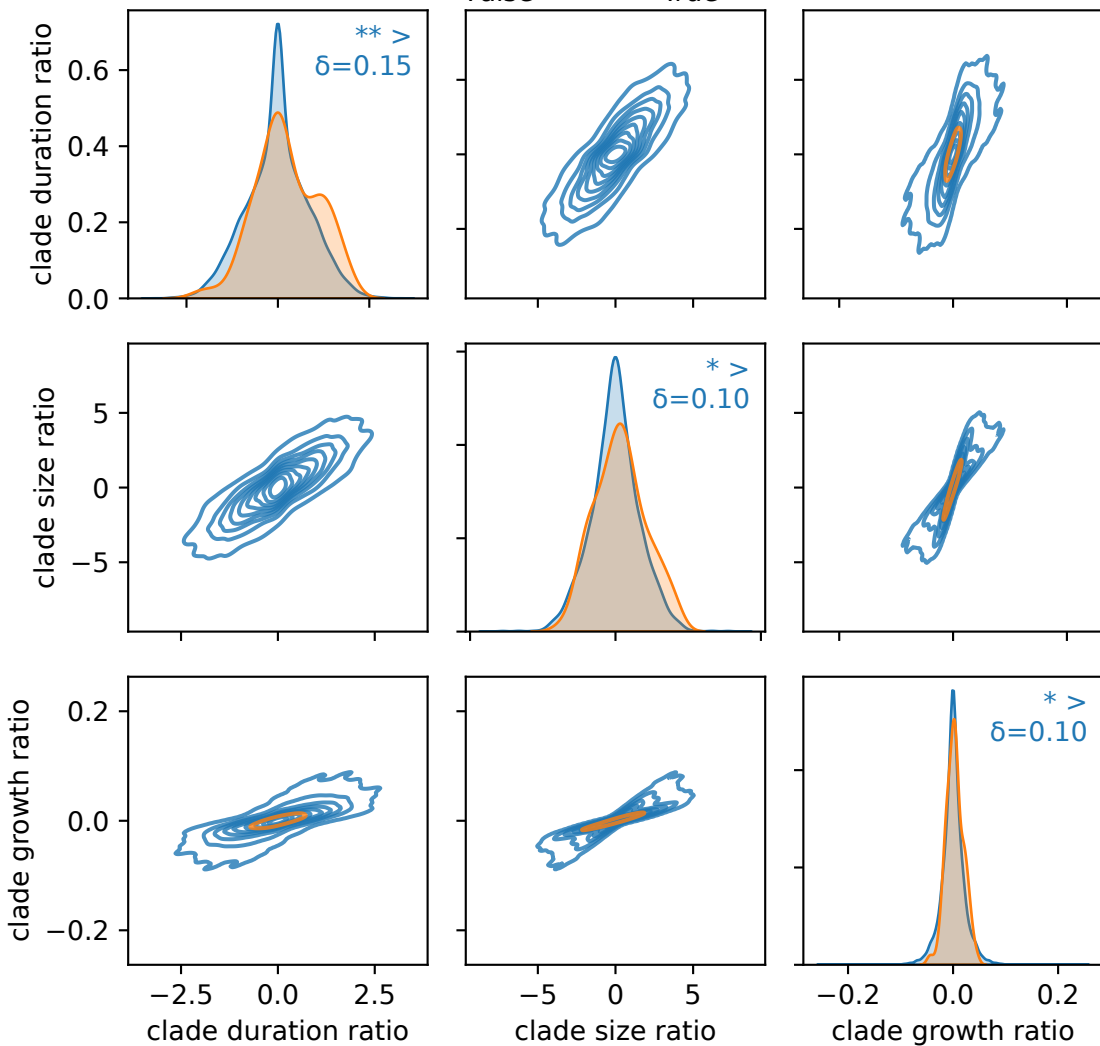 clade duration ratio
0.6
0.4
0.2
0.0
** >
δ=0.15
clade size ratio
5
0
−5
* >
δ=0.10
clade growth ratio
0.2
0.0
−0.2
* >
δ=0.10
−2.5 0.0 2.5
clade duration ratio
−5 0 5
clade size ratio
−0.2 0.0 0.2
clade growth ratio